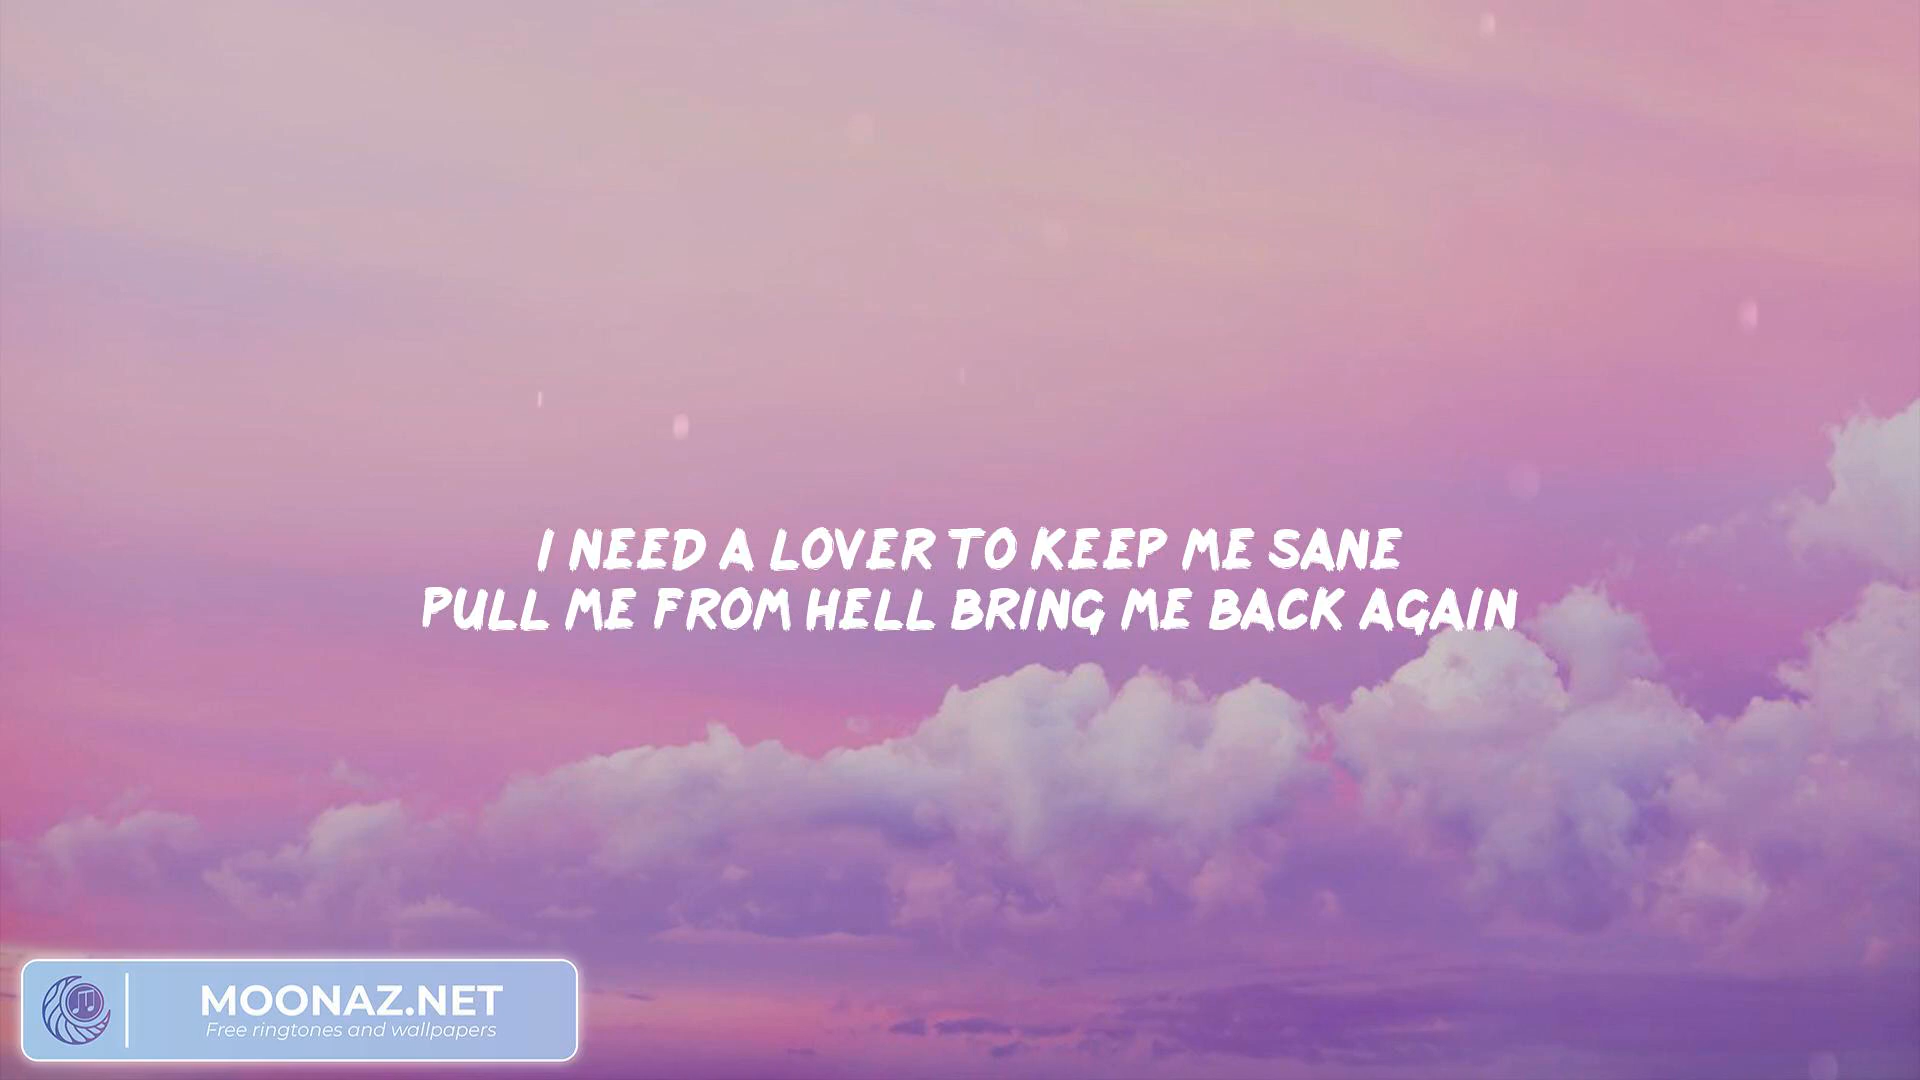 I NEED A LOVER TO KEEP ME SANE
PULL ME FROM HELL BRING ME BACK AGAIN
MOONAZ.NET
Free ringtones and wallpapers